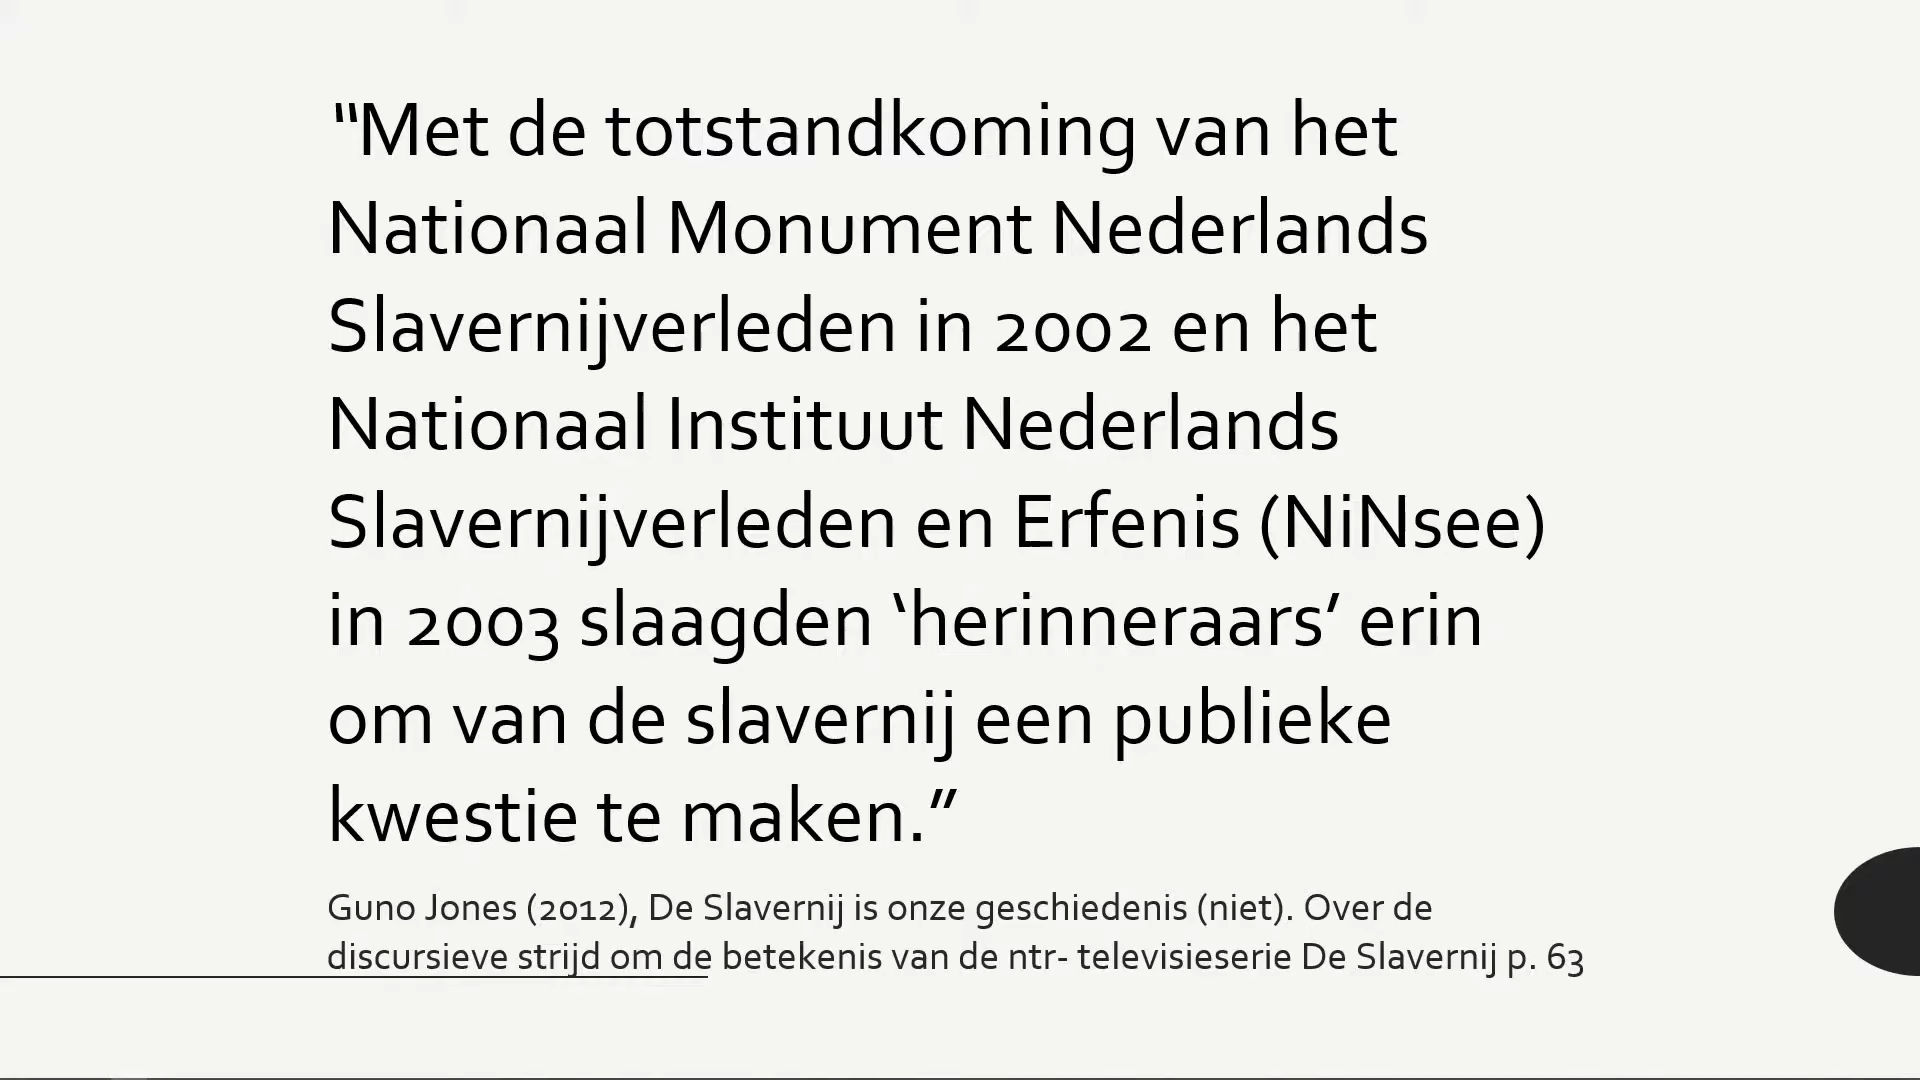 “Met de totstandkoming van het
Nationaal Monument Nederlands
Slavernijverleden in 2002 en het
Nationaal Instituut Nederlands
Slavernijverleden en Erfenis (NiNsee)
in 2003 slaagden ‘herinneraars’ erin
om van de slavernij een publieke
kwestie te maken.”
Guno Jones (2012), De Slavernij is onze geschiedenis (niet). Over de
discursieve strijd om de betekenis van de ntr- televisieserie De Slavernij p. 63